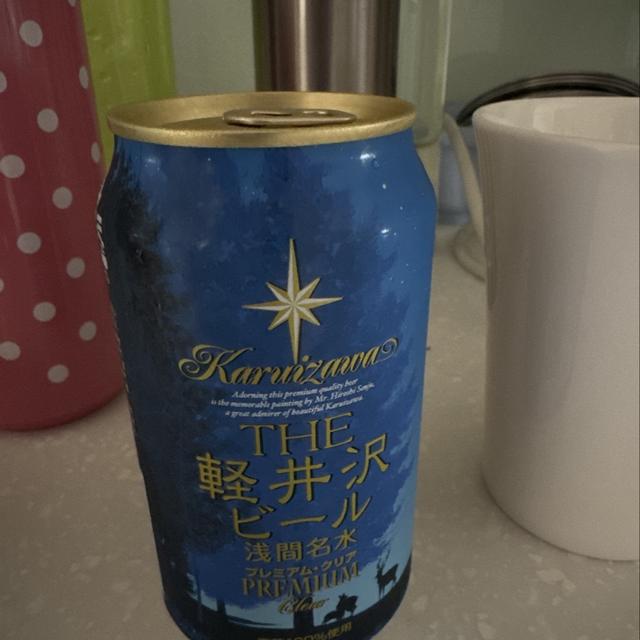 Karuizawa
Adorning this premium quality beer
is the memorable painting by Mr. Hiroshi Senju,
a great admirer of beautiful Karuizawa.
THE
軽井沢
ビール
浅間名水
プレミアム・クリア
PREMIUM
Clear